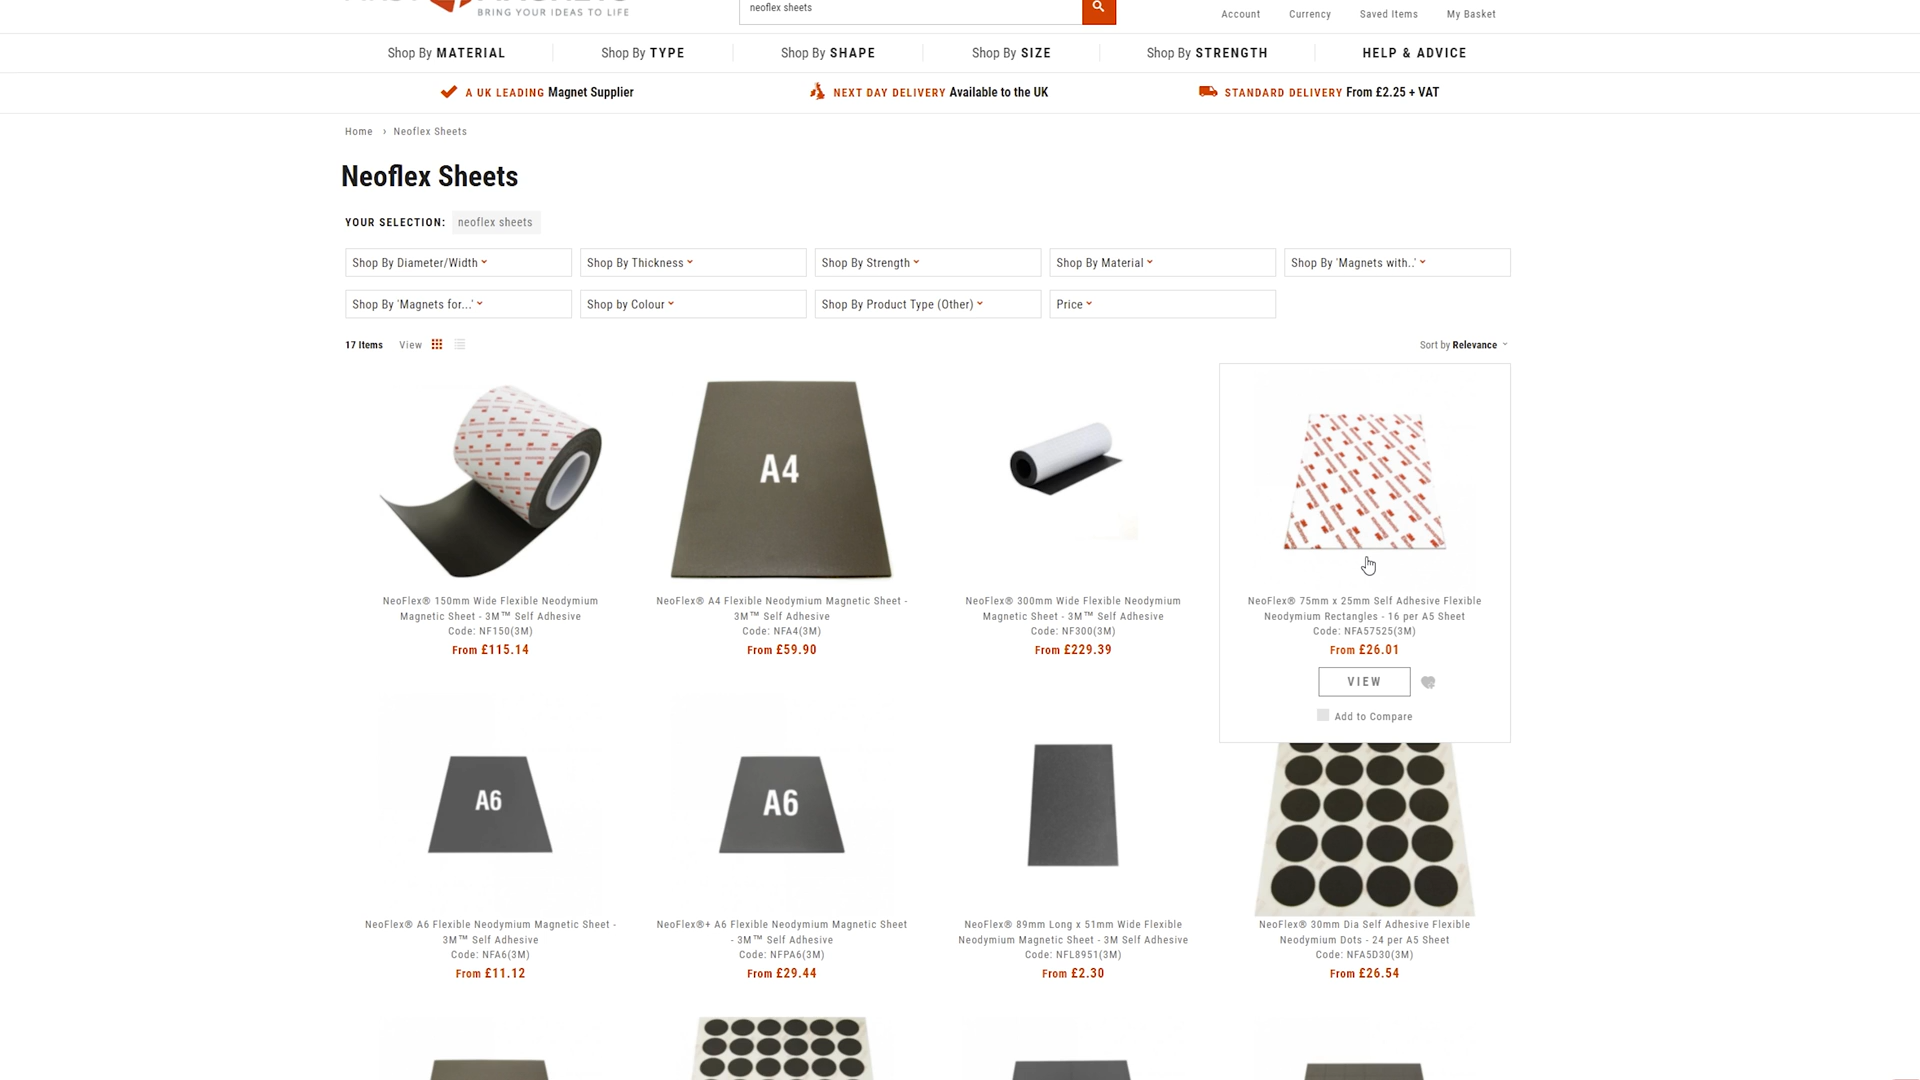 BRING YOUR IDEAS TO LIFE
neoflex sheets
Account
Currency
Saved Items
My Basket
Shop By MATERIAL
Shop By TYPE
Shop By SHAPE
Shop By SIZE
Shop By STRENGTH
HELP & ADVICE
A UK LEADING Magnet Supplier
NEXT DAY DELIVERY Available to the UK
STANDARD DELIVERY From £2.25 + VAT
Home › Neoflex Sheets
Neoflex Sheets
YOUR SELECTION: neoflex sheets
Shop By Diameter/Width
Shop By Thickness
Shop By Strength
Shop By Material
Shop By 'Magnets with..'
Shop By 'Magnets for...'
Shop by Colour
Shop By Product Type (Other)
Price
17 Items View
Sort by Relevance
A4
NeoFlex® 150mm Wide Flexible Neodymium
Magnetic Sheet - 3M™ Self Adhesive
Code: NF150(3M)
From £115.14
NeoFlex® A4 Flexible Neodymium Magnetic Sheet -
3M™ Self Adhesive
Code: NFA4(3M)
From £59.90
NeoFlex® 300mm Wide Flexible Neodymium
Magnetic Sheet - 3M™ Self Adhesive
Code: NF300(3M)
From £229.39
NeoFlex® 75mm x 25mm Self Adhesive Flexible
Neodymium Rectangles - 16 per A5 Sheet
Code: NFA57525(3M)
From £26.01
VIEW
Add to Compare
A6
A6
NeoFlex® A6 Flexible Neodymium Magnetic Sheet -
3M™ Self Adhesive
Code: NFA6(3M)
From £11.12
NeoFlex®+ A6 Flexible Neodymium Magnetic Sheet
- 3M™ Self Adhesive
Code: NFPA6(3M)
From £29.44
NeoFlex® 89mm Long x 51mm Wide Flexible
Neodymium Magnetic Sheet - 3M Self Adhesive
Code: NFL8951(3M)
From £2.30
NeoFlex® 30mm Dia Self Adhesive Flexible
Neodymium Dots - 24 per A5 Sheet
Code: NFA5D30(3M)
From £26.54